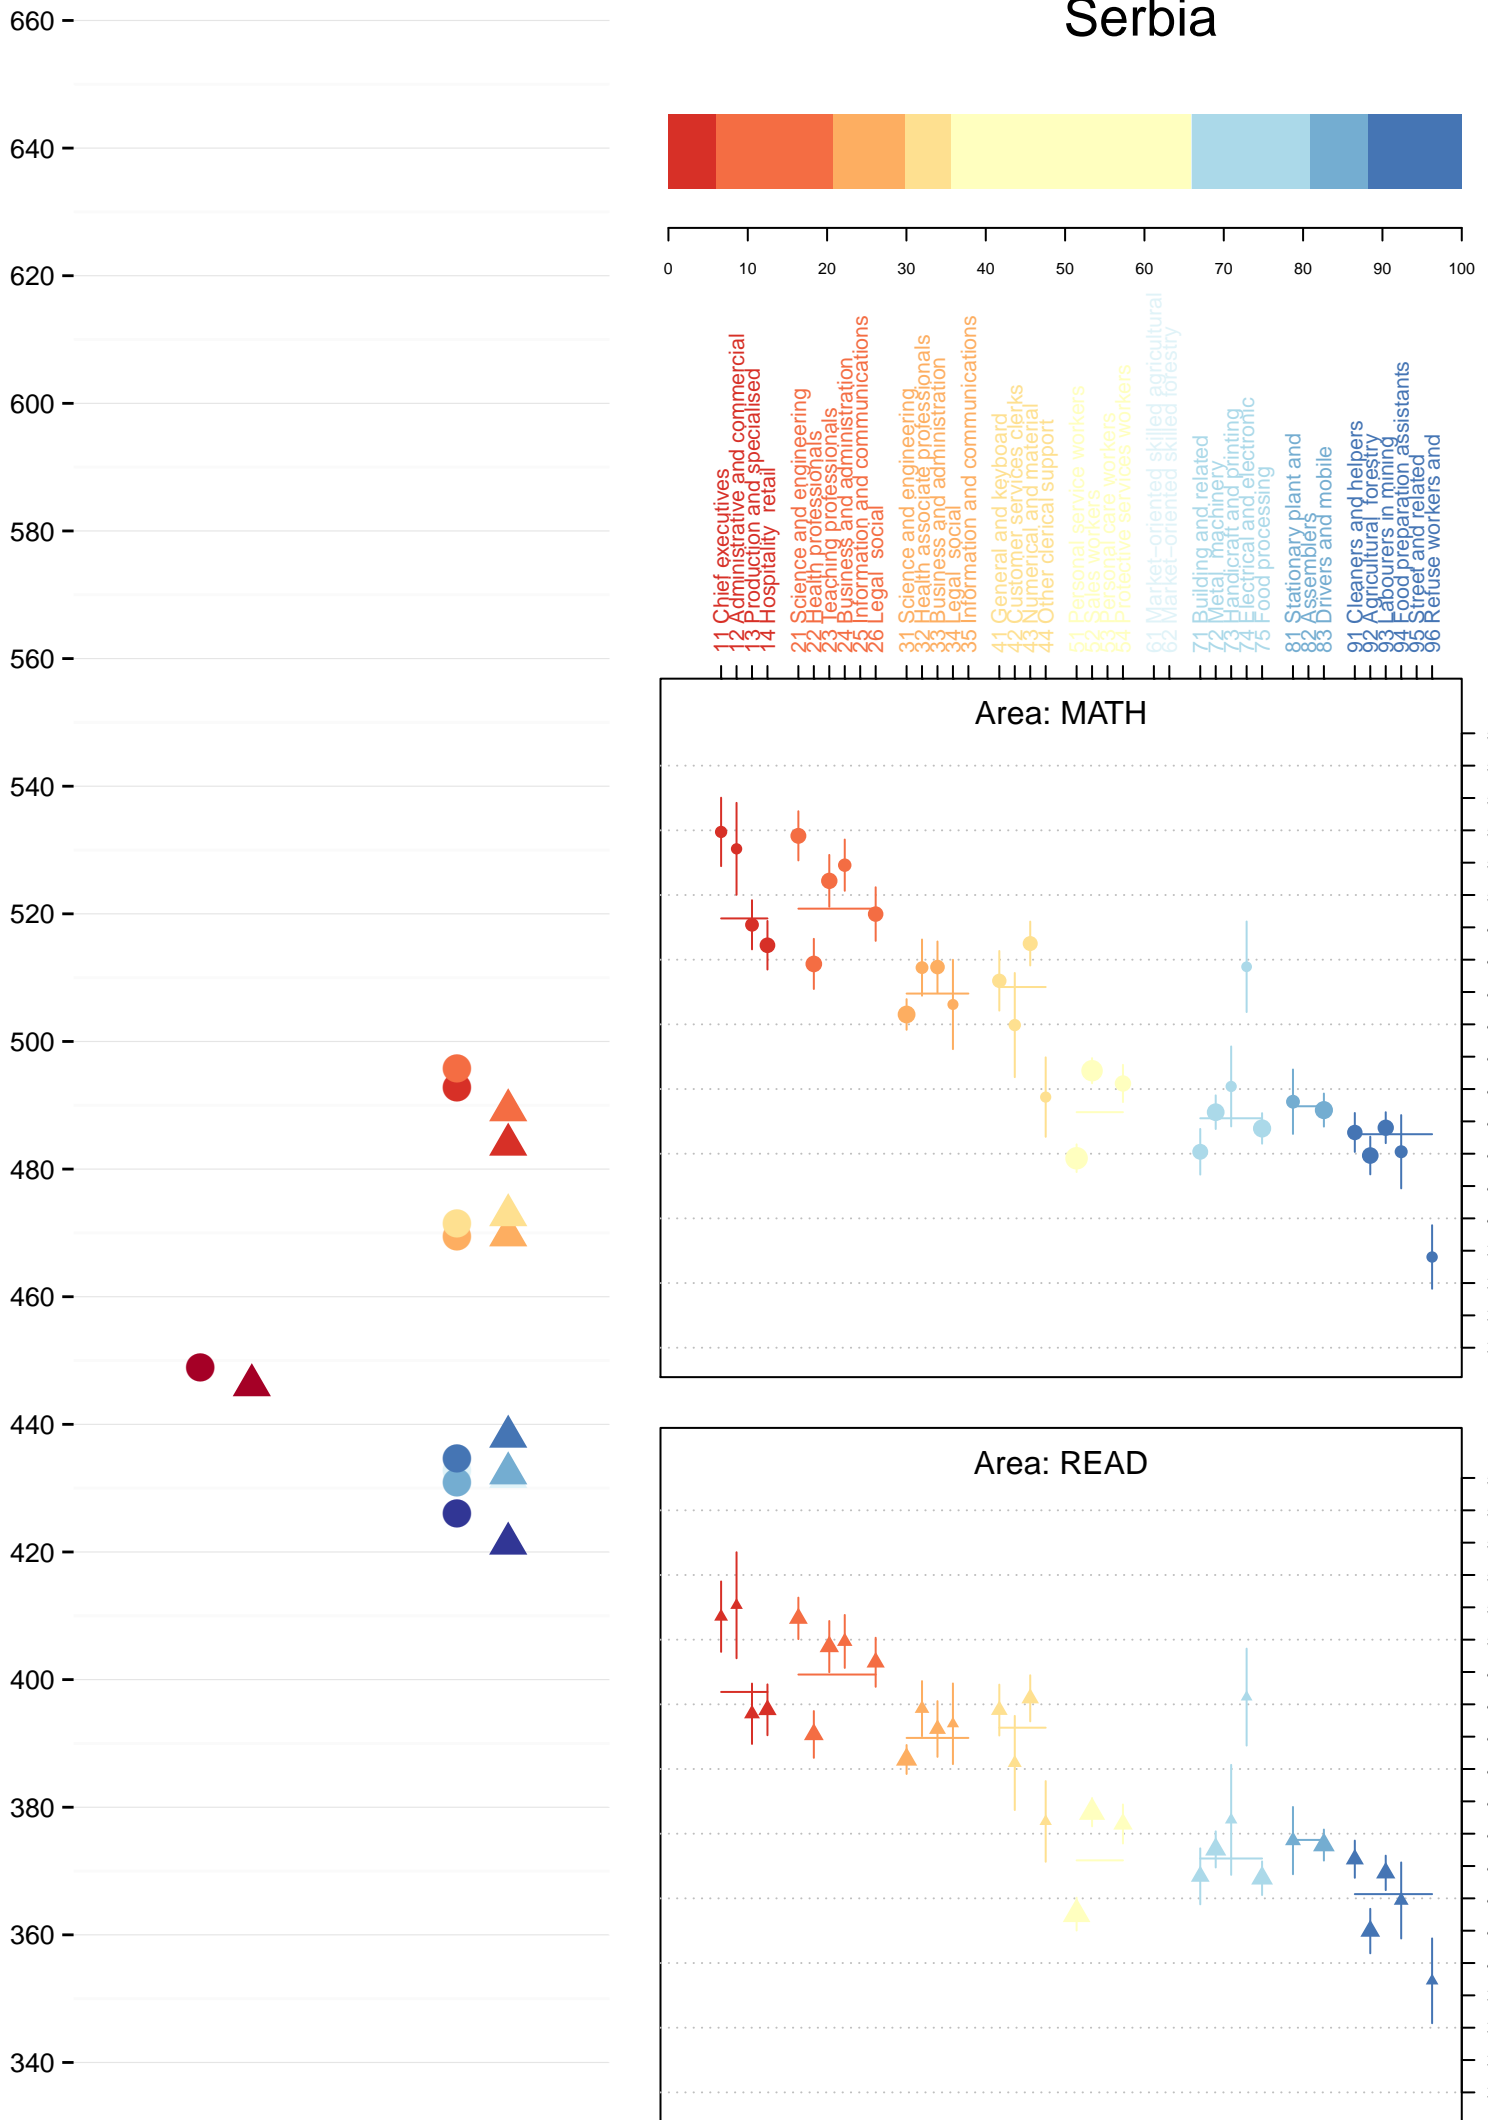 Serbia
660
640
620
600
580
560
540
520
500
480
460
440
420
400
380
360
340
0 10 20 30 40 50 60 70 80 90 100
11 Chief executives
12 Administrative and commercial
13 Production and specialised
14 Hospitality retail
21 Science and engineering
22 Health professionals
23 Teaching professionals
24 Business and administration
25 Information and communications
26 Legal social
31 Science and engineering
32 Health associate professionals
33 Business and administration
34 Legal social
35 Information and communications
41 General and keyboard
42 Customer services clerks
43 Numerical and material
44 Other clerical support
51 Personal service workers
52 Sales workers
53 Personal care workers
54 Protective services workers
61 Market-oriented skilled agricultural
62 Market-oriented skilled forestry
71 Building and related
72 Metal machinery
73 Handicraft and printing
74 Electrical and electronic
75 Food processing
81 Stationary plant and
82 Assemblers
83 Drivers and mobile
91 Cleaners and helpers
92 Agricultural forestry
93 Labourers in mining
94 Food preparation assistants
95 Street and related
96 Refuse workers and
Area: MATH
Area: READ